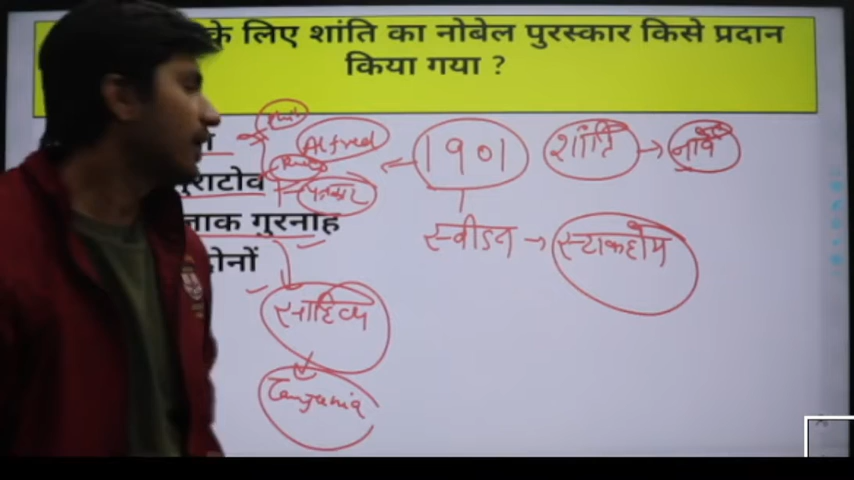 के लिए शांति का नोबेल पुरस्कार किसे प्रदान
किया गया ?
Alfred
1901
शांति → नार्वे
मुराटोव
पत्रकार
गुरनाह
स्वीडन → स्टाकहोम
दोनों
साहित्य
Tanzania